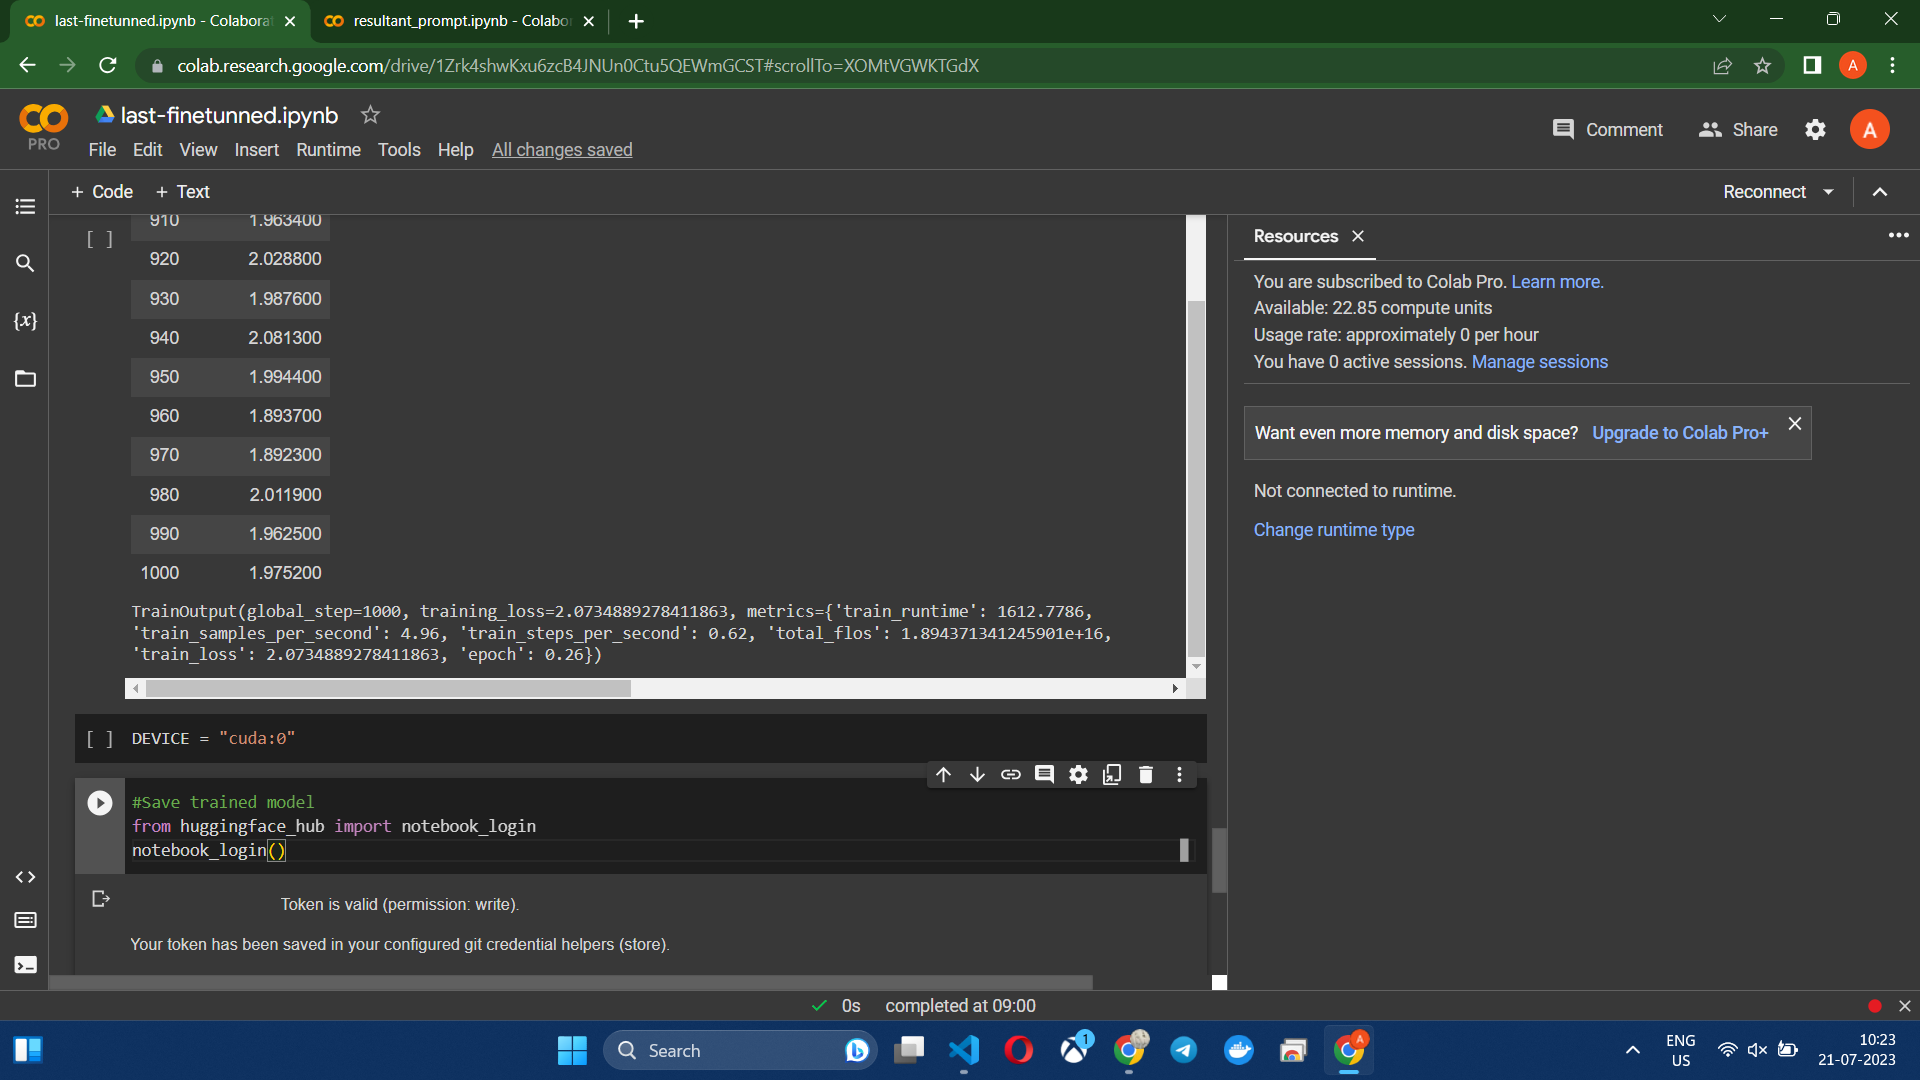 last-finetunned.ipynb - Colabora
resultant_prompt.ipynb - Colabo
colab.research.google.com/drive/1Zrk4shwKxu6zcB4JNUn0Ctu5QEWmGCST#scrollTo=XOMtVGWKTGdX
A
PRO
last-finetunned.ipynb
File Edit View Insert Runtime Tools Help All changes saved
Comment Share A
+ Code + Text
Reconnect
{x}
[ ]
910 1.963400
920 2.028800
930 1.987600
940 2.081300
950 1.994400
960 1.893700
970 1.892300
980 2.011900
990 1.962500
1000 1.975200
TrainOutput(global_step=1000, training_loss=2.0734889278411863, metrics={'train_runtime': 1612.7786,
'train_samples_per_second': 4.96, 'train_steps_per_second': 0.62, 'total_flos': 1.894371341245901e+16,
'train_loss': 2.0734889278411863, 'epoch': 0.26})
[ ] DEVICE = "cuda:0"
#Save trained model
from huggingface_hub import notebook_login
notebook_login()
Token is valid (permission: write).
Your token has been saved in your configured git credential helpers (store).
Resources
You are subscribed to Colab Pro. Learn more.
Available: 22.85 compute units
Usage rate: approximately 0 per hour
You have 0 active sessions. Manage sessions
Want even more memory and disk space? Upgrade to Colab Pro+
Not connected to runtime.
Change runtime type
0s completed at 09:00
Search
1
A
ENG
US
10:23
21-07-2023